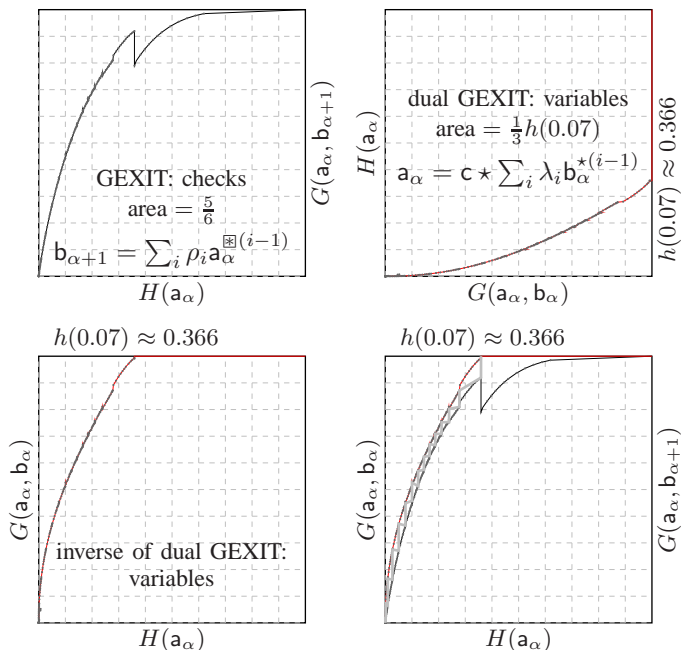 GEXIT: checks
area = 5/6
b_{α+1} = ∑_i ρ_i a_α^{⊛(i−1)}
H(a_α)
G(a_α, b_{α+1})
H(a_α)
dual GEXIT: variables
area = 1/3 h(0.07)
a_α = c ⋆ ∑_i λ_i b_α^{⋆(i−1)}
G(a_α, b_α)
h(0.07) ≈ 0.366
h(0.07) ≈ 0.366
G(a_α, b_α)
inverse of dual GEXIT:
variables
H(a_α)
h(0.07) ≈ 0.366
G(a_α, b_α)
H(a_α)
G(a_α, b_{α+1})